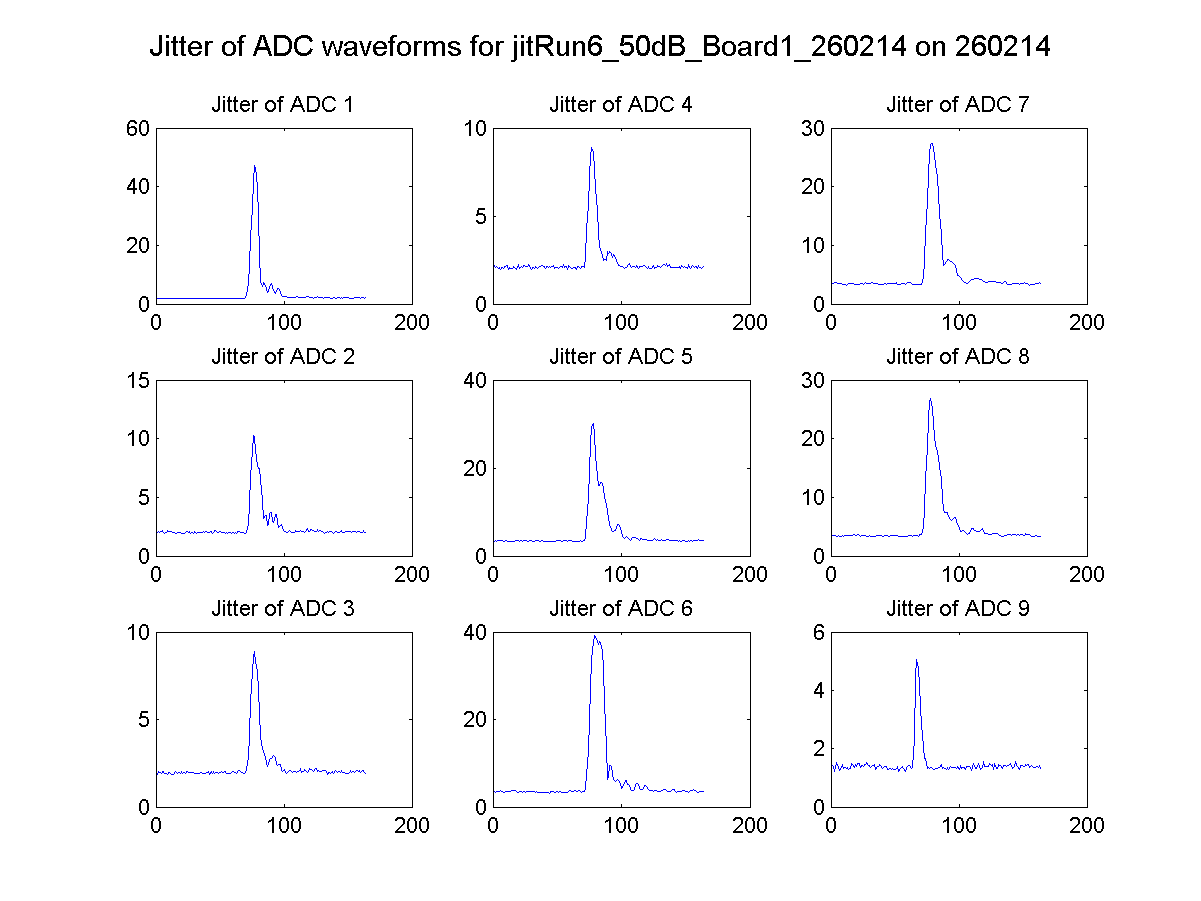 Jitter of ADC waveforms for jitRun6_50dB_Board1_260214 on 260214
Jitter of ADC 1
60
40
20
0
0 100 200
Jitter of ADC 4
10
5
0
0 100 200
Jitter of ADC 7
30
20
10
0
0 100 200
Jitter of ADC 2
15
10
5
0
0 100 200
Jitter of ADC 5
40
20
0
0 100 200
Jitter of ADC 8
30
20
10
0
0 100 200
Jitter of ADC 3
10
5
0
0 100 200
Jitter of ADC 6
40
20
0
0 100 200
Jitter of ADC 9
6
4
2
0
0 100 200